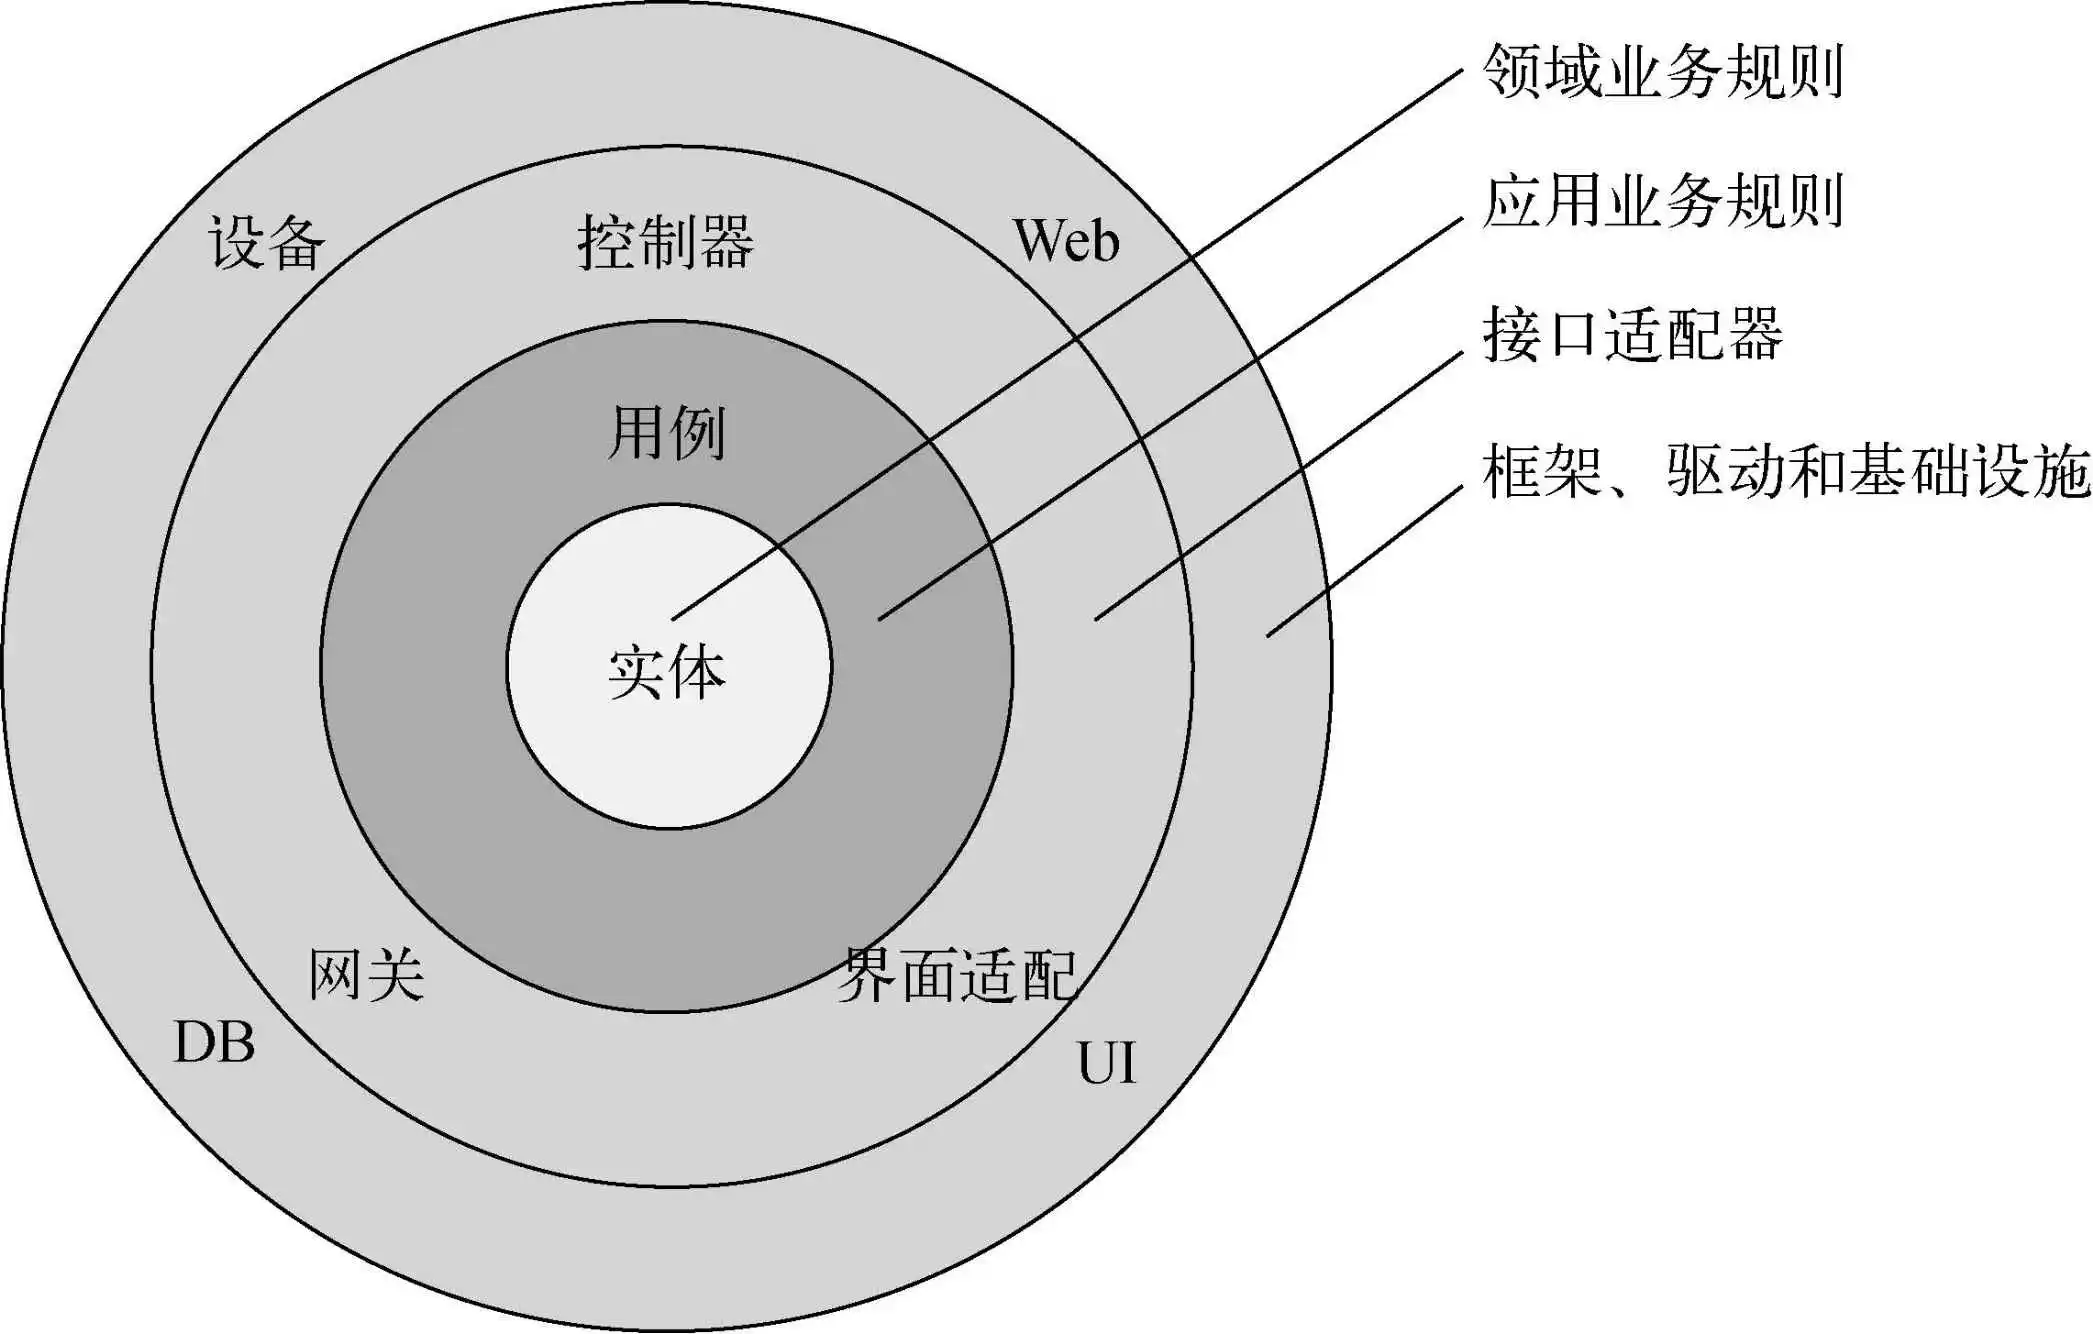 领域业务规则
应用业务规则
接口适配器
框架、驱动和基础设施
设备
控制器
Web
用例
实体
网关
界面适配
DB
UI